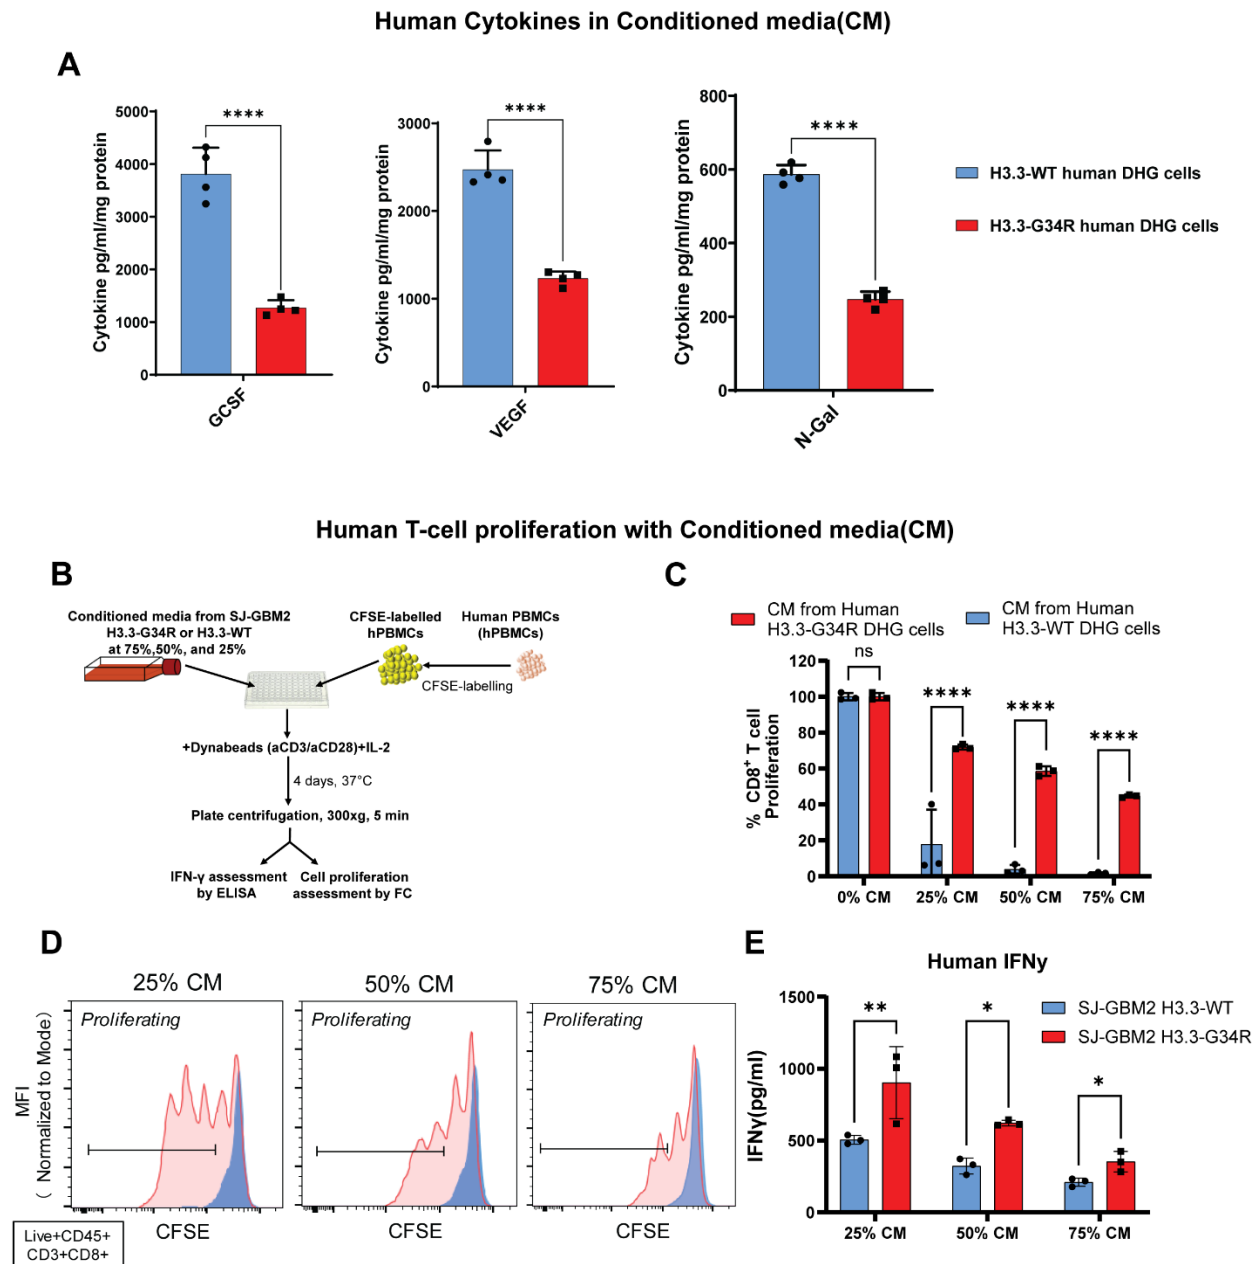 Human Cytokines in Conditioned media(CM)
A
Cytokine pg/ml/mg protein
5000
4000
3000
2000
1000
0
****
GCSF
Cytokine pg/ml/mg protein
3000
2000
1000
0
****
VEGF
Cytokine pg/ml/mg protein
800
600
400
200
0
****
N-Gal
H3.3-WT human DHG cells
H3.3-G34R human DHG cells
Human T-cell proliferation with Conditioned media(CM)
B
Conditioned media from SJ-GBM2
H3.3-G34R or H3.3-WT
at 75%,50%, and 25%
CFSE-labelled
hPBMCs
Human PBMCs
(hPBMCs)
CFSE-labelling
+Dynabeads (aCD3/aCD28)+IL-2
4 days, 37°C
Plate centrifugation, 300xg, 5 min
IFN-γ assessment
by ELISA
Cell proliferation
assessment by FC
C
CM from Human
H3.3-G34R DHG cells
CM from Human
H3.3-WT DHG cells
% CD8⁺ T cell
Proliferation
120
100
80
60
40
20
0
ns
****
****
****
0% CM
25% CM
50% CM
75% CM
D
25% CM
50% CM
75% CM
MFI
( Normalized to Mode)
Proliferating
Proliferating
Proliferating
CFSE
CFSE
CFSE
Live+CD45+
CD3+CD8+
E
Human IFNγ
SJ-GBM2 H3.3-WT
SJ-GBM2 H3.3-G34R
IFNγ(pg/ml)
1500
1000
500
0
**
*
*
25% CM
50% CM
75% CM